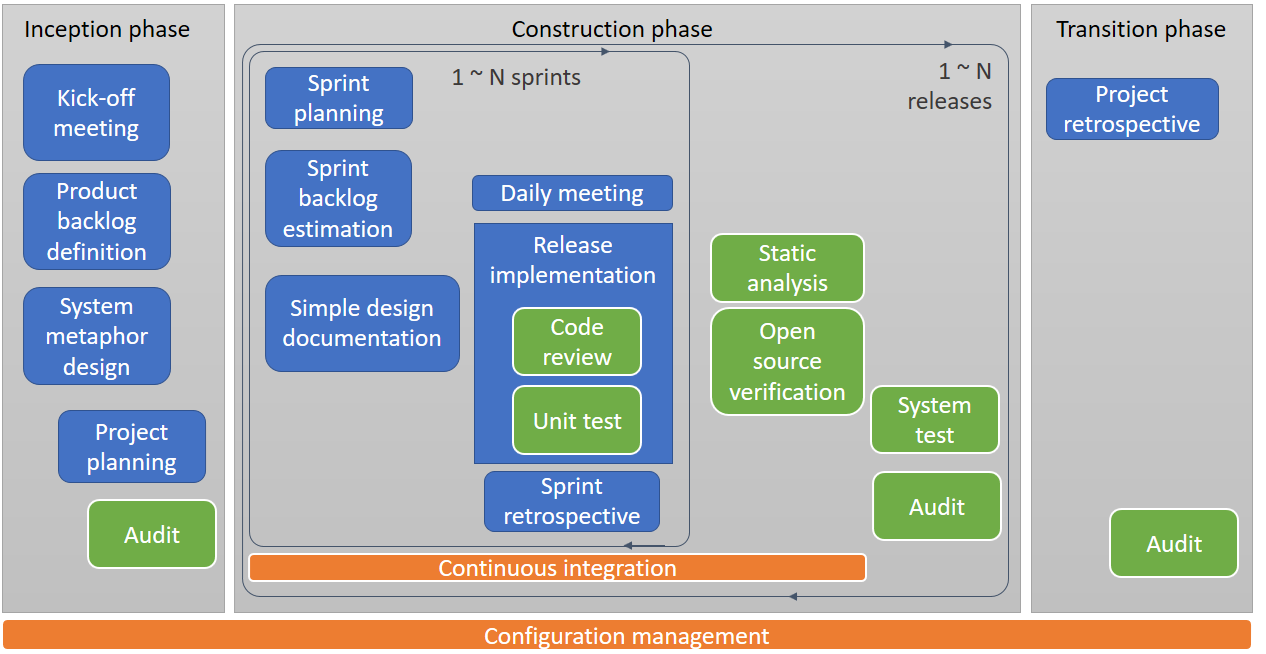 Inception phase
Kick-off
meeting
Product
backlog
definition
System
metaphor
design
Project
planning
Audit
Construction phase
1 ~ N sprints
1 ~ N
releases
Sprint
planning
Sprint
backlog
estimation
Simple design
documentation
Daily meeting
Release
implementation
Code
review
Unit test
Sprint
retrospective
Static
analysis
Open
source
verification
System
test
Audit
Continuous integration
Transition phase
Project
retrospective
Audit
Configuration management